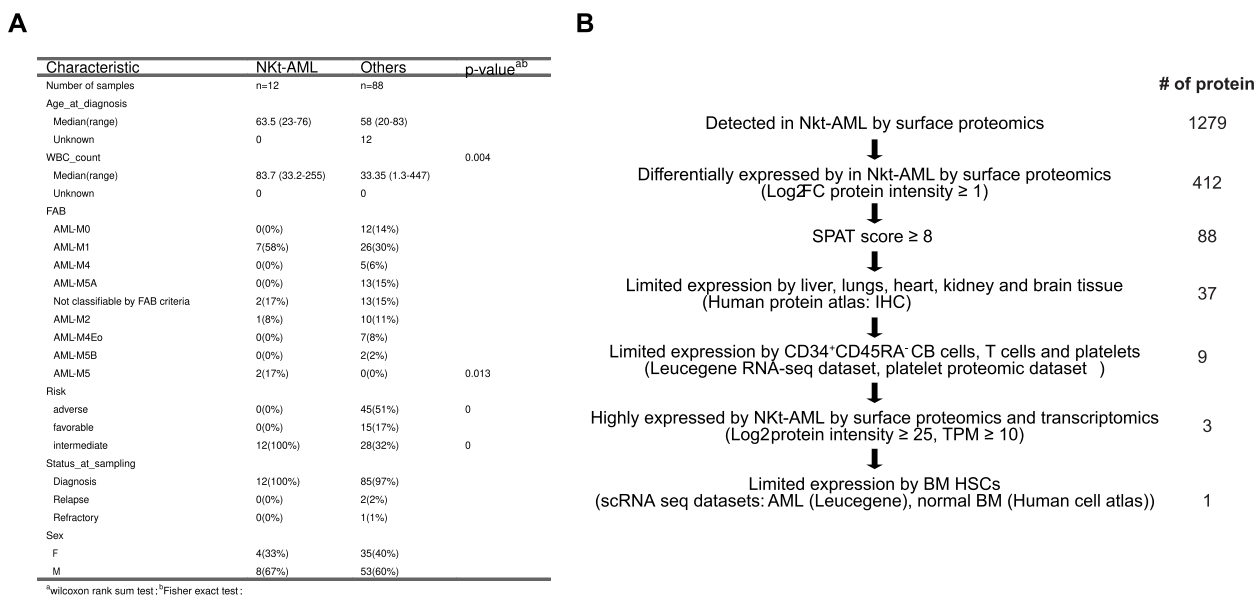 A
Characteristic NKt-AML Others p-valueab
Number of samples n=12 n=88
Age_at_diagnosis
Median(range) 63.5 (23-76) 58 (20-83)
Unknown 0 12
WBC_count 0.004
Median(range) 83.7 (33.2-255) 33.35 (1.3-447)
Unknown 0 0
FAB
AML-M0 0(0%) 12(14%)
AML-M1 7(58%) 26(30%)
AML-M4 0(0%) 5(6%)
AML-M5A 0(0%) 13(15%)
Not classifiable by FAB criteria 2(17%) 13(15%)
AML-M2 1(8%) 10(11%)
AML-M4Eo 0(0%) 7(8%)
AML-M5B 0(0%) 2(2%)
AML-M5 2(17%) 0(0%) 0.013
Risk
adverse 0(0%) 45(51%) 0
favorable 0(0%) 15(17%)
intermediate 12(100%) 28(32%) 0
Status_at_sampling
Diagnosis 12(100%) 85(97%)
Relapse 0(0%) 2(2%)
Refractory 0(0%) 1(1%)
Sex
F 4(33%) 35(40%)
M 8(67%) 53(60%)
awilcoxon rank sum test; bFisher exact test;
B
# of protein
Detected in Nkt-AML by surface proteomics 1279
Differentially expressed by in Nkt-AML by surface proteomics
(Log2FC protein intensity ≥ 1) 412
SPAT score ≥ 8 88
Limited expression by liver, lungs, heart, kidney and brain tissue
(Human protein atlas: IHC) 37
Limited expression by CD34+CD45RA- CB cells, T cells and platelets
(Leucegene RNA-seq dataset, platelet proteomic dataset ) 9
Highly expressed by NKt-AML by surface proteomics and transcriptomics
(Log2protein intensity ≥ 25, TPM ≥ 10) 3
Limited expression by BM HSCs
(scRNA seq datasets: AML (Leucegene), normal BM (Human cell atlas)) 1